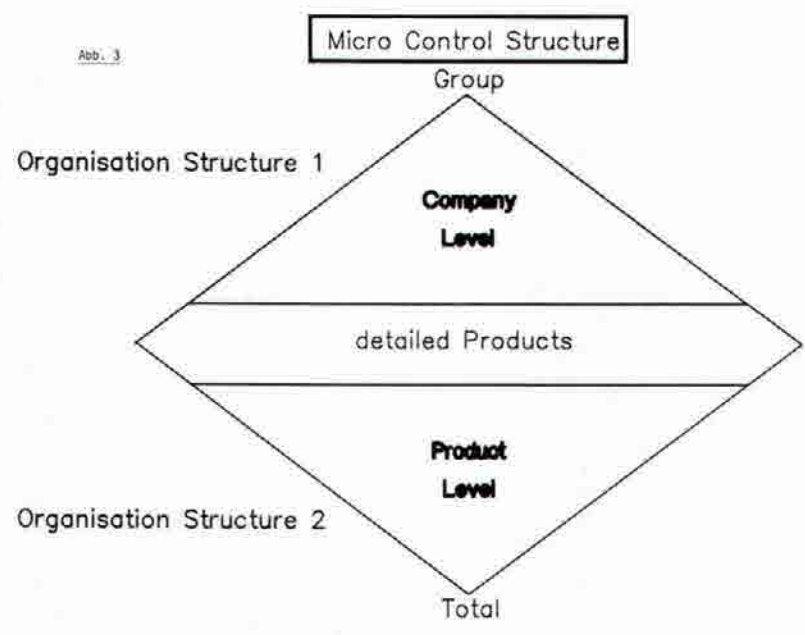 Abb. 3
Micro Control Structure
Group
Organisation Structure 1
Company
Level
detailed Products
Product
Level
Organisation Structure 2
Total